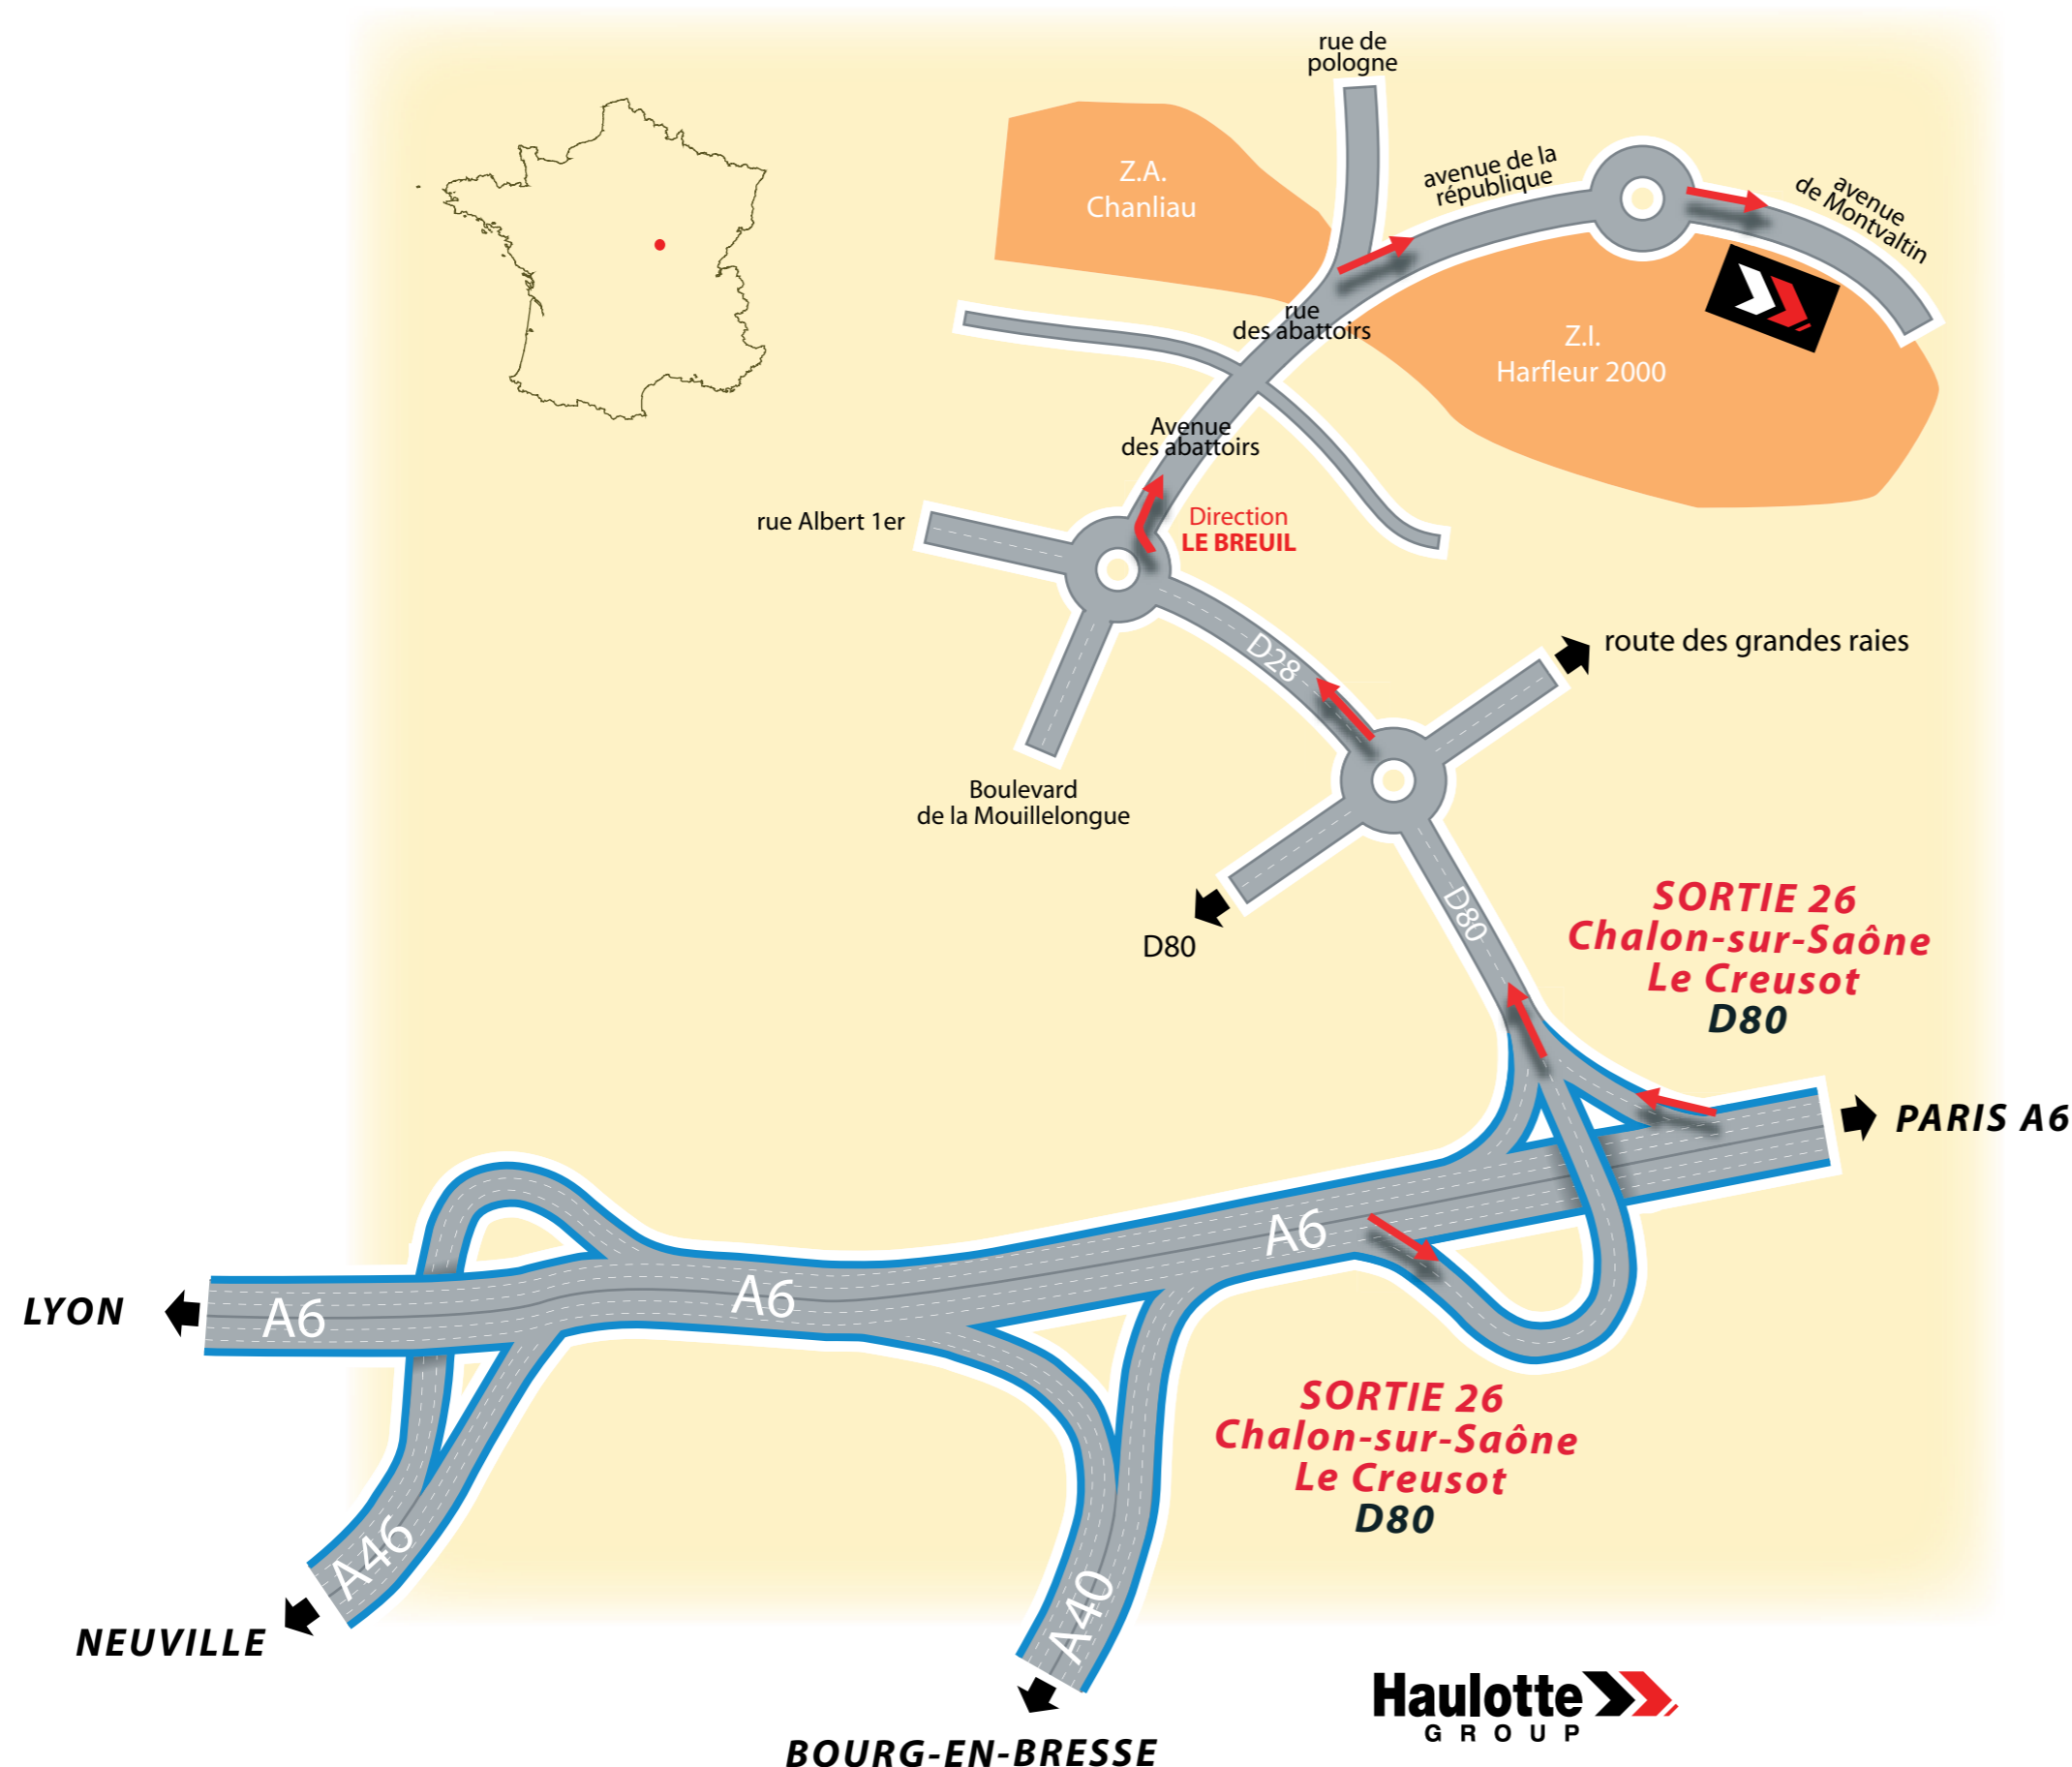 rue de
pologne
Z.A.
Chanliau
avenue de la
république
avenue
de Montvaltin
rue
des abattoirs
Z.I.
Harfleur 2000
Avenue
des abattoirs
rue Albert 1er
Direction
LE BREUIL
D28
route des grandes raies
Boulevard
de la Mouillelongue
D80
D80
SORTIE 26
Chalon-sur-Saône
Le Creusot
D80
PARIS A6
A6
A6
A6
LYON
SORTIE 26
Chalon-sur-Saône
Le Creusot
D80
A46
A40
NEUVILLE
BOURG-EN-BRESSE
Haulotte
GROUP